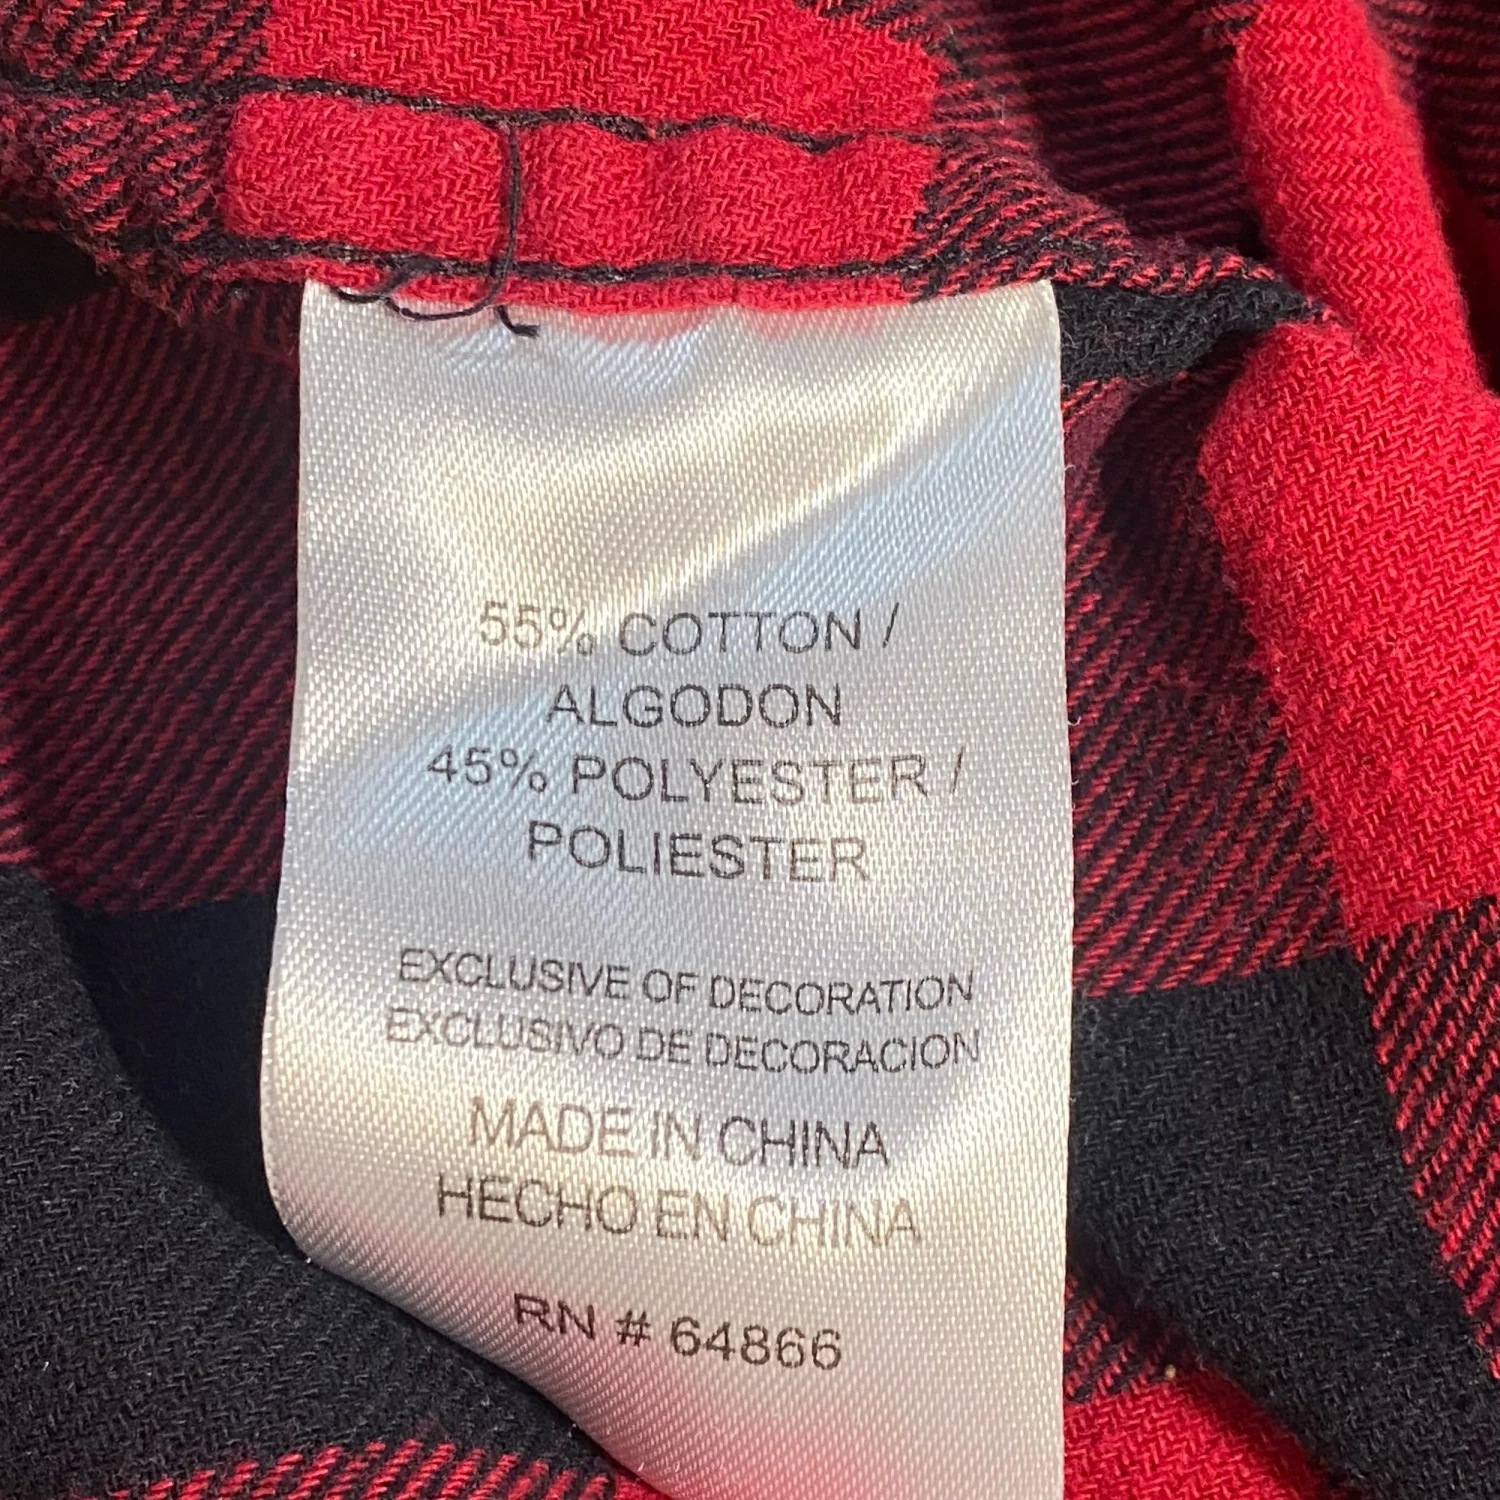 55% COTTON /
ALGODON
45% POLYESTER /
POLIESTER
EXCLUSIVE OF DECORATION
EXCLUSIVO DE DECORACION
MADE IN CHINA
HECHO EN CHINA
RN # 64866